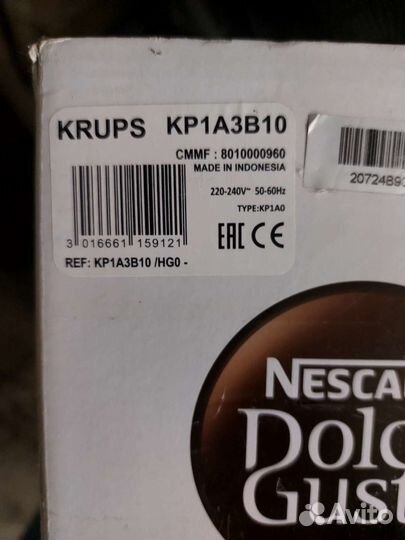 KRUPS KP1A3B10
CMMF : 8010000960
MADE IN INDONESIA
220-240V~ 50-60Hz
TYPE:KP1A0
EAC CE
3 016661 159121
REF: KP1A3B10 /HG0 -
NESCA
Dolc
Gust
Avito